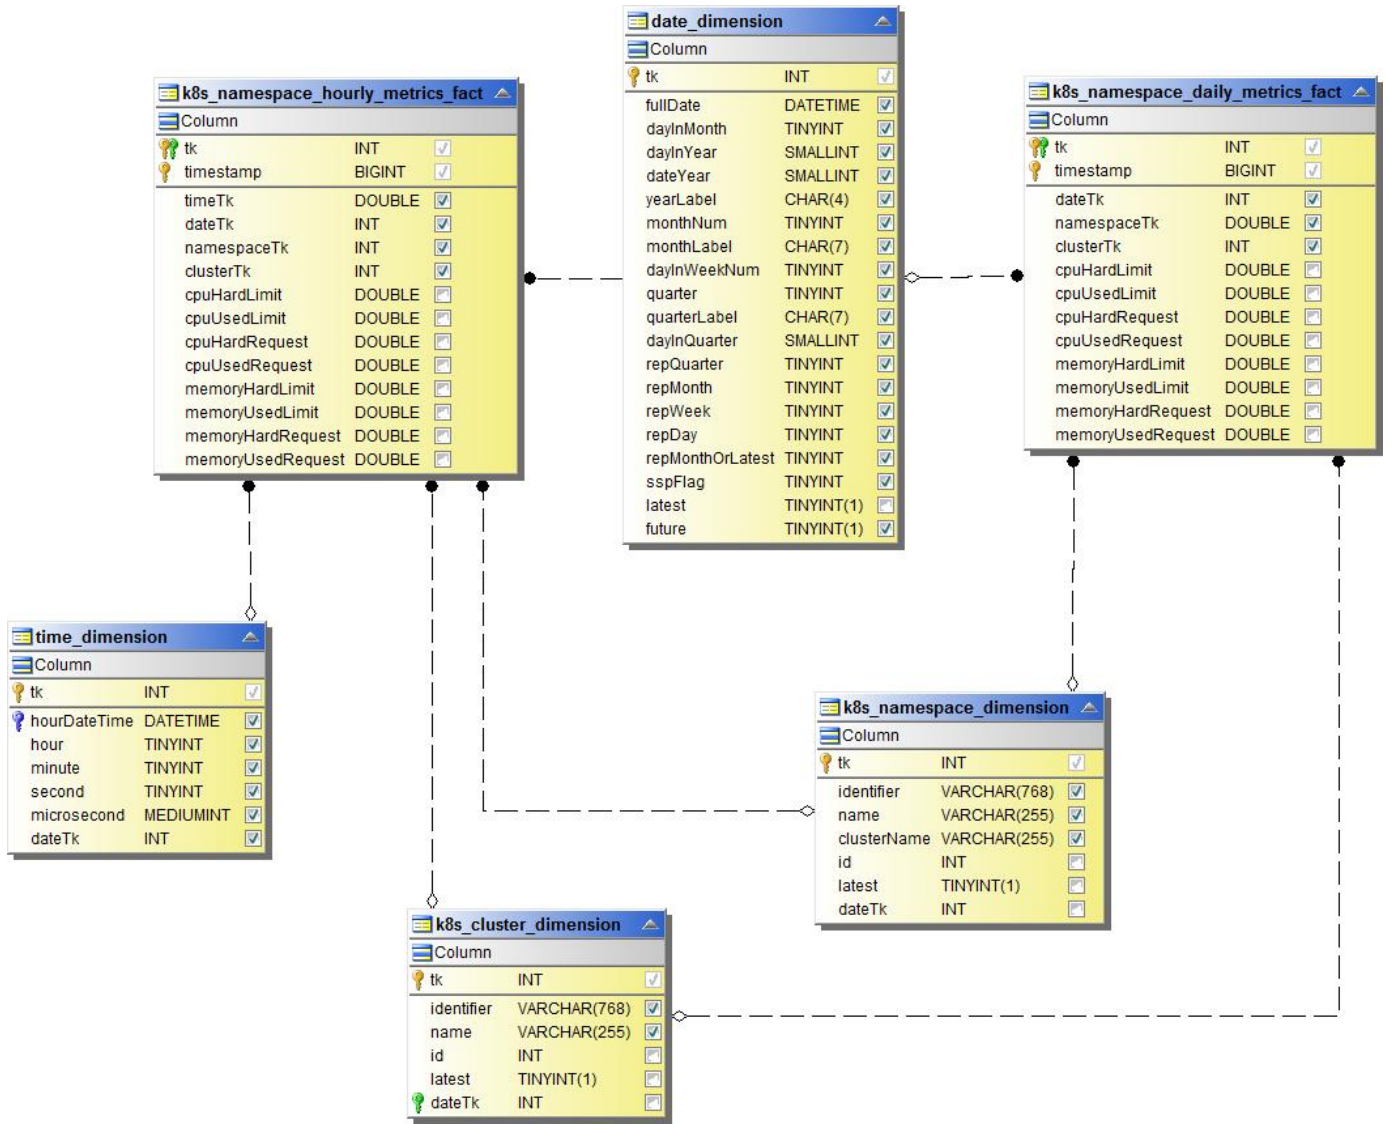 date_dimension
Column
tk INT
fullDate DATETIME
dayInMonth TINYINT
dayInYear SMALLINT
dateYear SMALLINT
yearLabel CHAR(4)
monthNum TINYINT
monthLabel CHAR(7)
dayInWeekNum TINYINT
quarter TINYINT
quarterLabel CHAR(7)
dayInQuarter SMALLINT
repQuarter TINYINT
repMonth TINYINT
repWeek TINYINT
repDay TINYINT
repMonthOrLatest TINYINT
sspFlag TINYINT
latest TINYINT(1)
future TINYINT(1)
k8s_namespace_hourly_metrics_fact
Column
tk INT
timestamp BIGINT
timeTk DOUBLE
dateTk INT
namespaceTk INT
clusterTk INT
cpuHardLimit DOUBLE
cpuUsedLimit DOUBLE
cpuHardRequest DOUBLE
cpuUsedRequest DOUBLE
memoryHardLimit DOUBLE
memoryUsedLimit DOUBLE
memoryHardRequest DOUBLE
memoryUsedRequest DOUBLE
k8s_namespace_daily_metrics_fact
Column
tk INT
timestamp BIGINT
dateTk INT
namespaceTk DOUBLE
clusterTk INT
cpuHardLimit DOUBLE
cpuUsedLimit DOUBLE
cpuHardRequest DOUBLE
cpuUsedRequest DOUBLE
memoryHardLimit DOUBLE
memoryUsedLimit DOUBLE
memoryHardRequest DOUBLE
memoryUsedRequest DOUBLE
time_dimension
Column
tk INT
hourDateTime DATETIME
hour TINYINT
minute TINYINT
second TINYINT
microsecond MEDIUMINT
dateTk INT
k8s_namespace_dimension
Column
tk INT
identifier VARCHAR(768)
name VARCHAR(255)
clusterName VARCHAR(255)
id INT
latest TINYINT(1)
dateTk INT
k8s_cluster_dimension
Column
tk INT
identifier VARCHAR(768)
name VARCHAR(255)
id INT
latest TINYINT(1)
dateTk INT